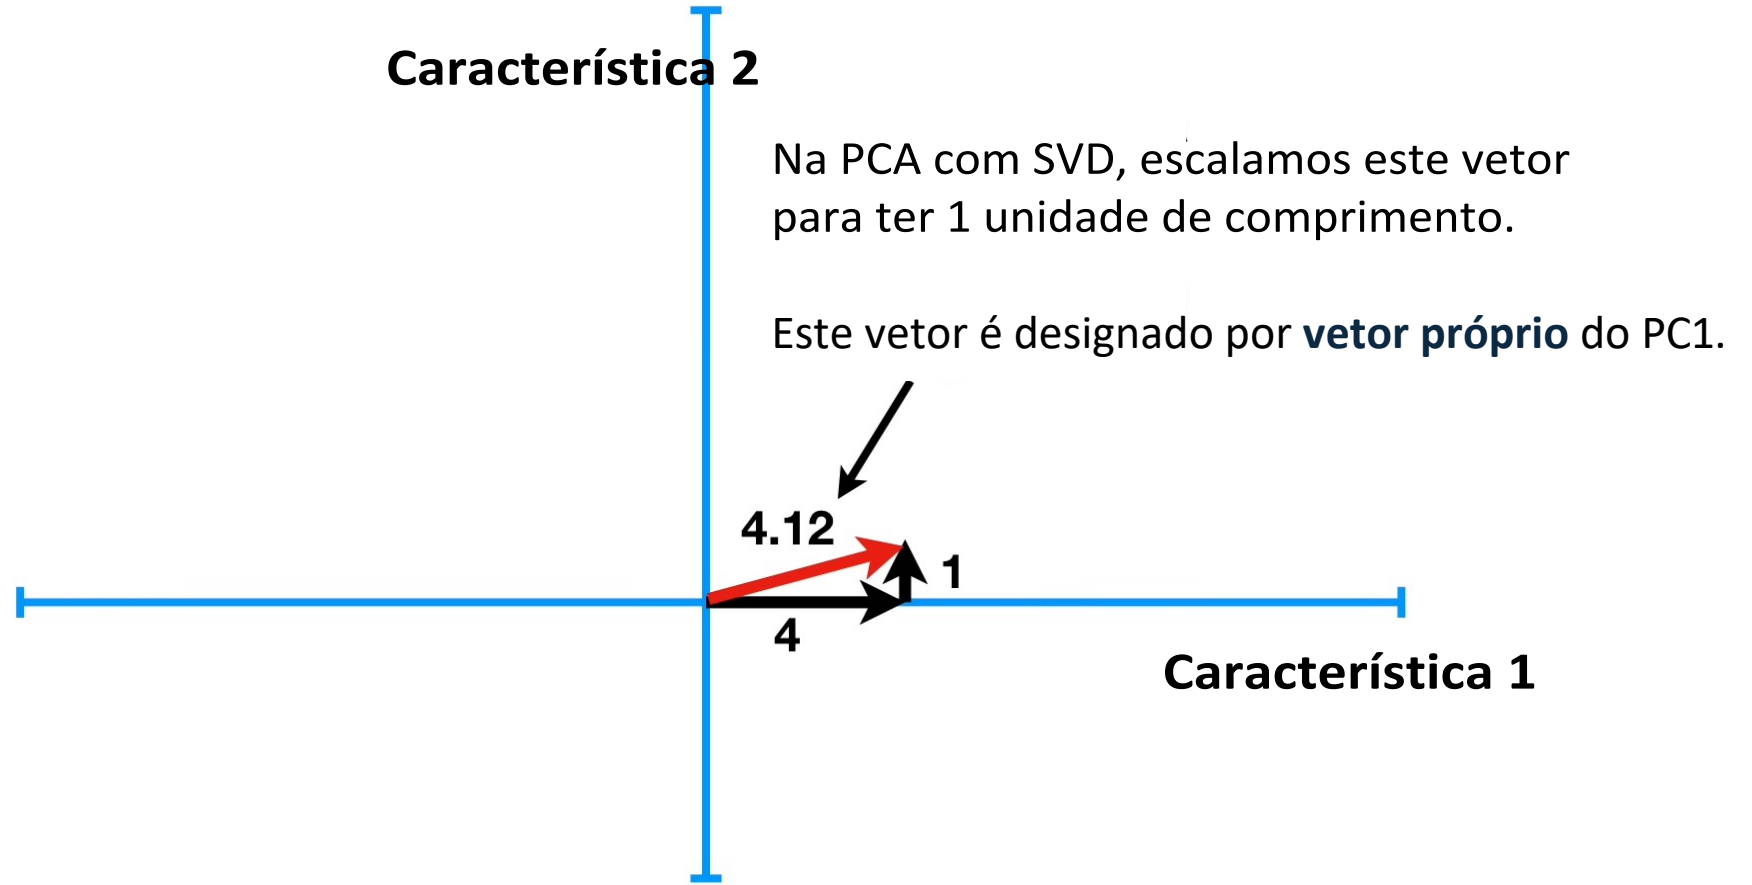 Característica 2
Na PCA com SVD, escalamos este vetor
para ter 1 unidade de comprimento.
Este vetor é designado por vetor próprio do PC1.
4.12
1
4
Característica 1